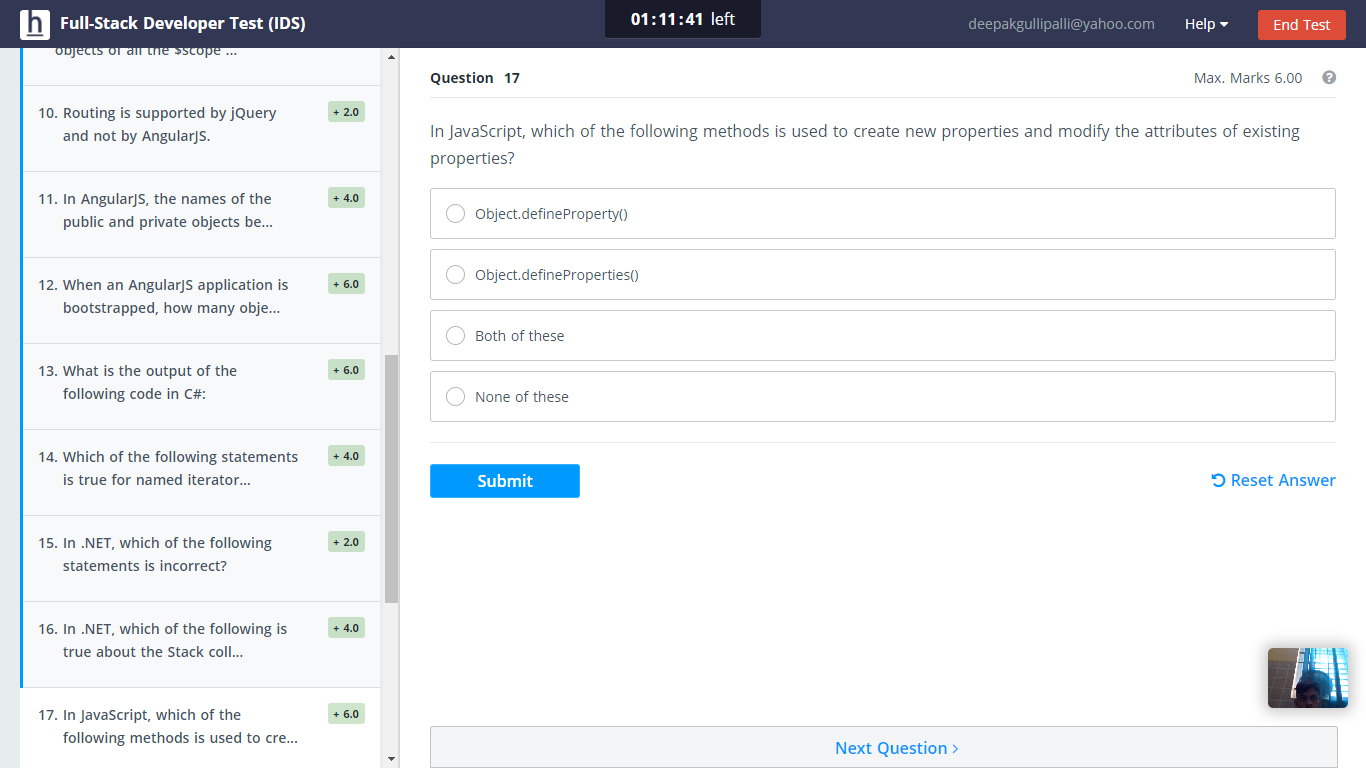 h Full-Stack Developer Test (IDS)
01:11:41 left
deepakgullipalli@yahoo.com
Help
End Test
objects of all the $scope ...
10. Routing is supported by jQuery + 2.0
and not by AngularJS.
11. In AngularJS, the names of the + 4.0
public and private objects be...
12. When an AngularJS application is + 6.0
bootstrapped, how many obje...
13. What is the output of the + 6.0
following code in C#:
14. Which of the following statements + 4.0
is true for named iterator...
15. In .NET, which of the following + 2.0
statements is incorrect?
16. In .NET, which of the following is + 4.0
true about the Stack coll...
17. In JavaScript, which of the + 6.0
following methods is used to cre...
Question 17
Max. Marks 6.00 ?
In JavaScript, which of the following methods is used to create new properties and modify the attributes of existing
properties?
Object.defineProperty()
Object.defineProperties()
Both of these
None of these
Submit
Reset Answer
Next Question ›